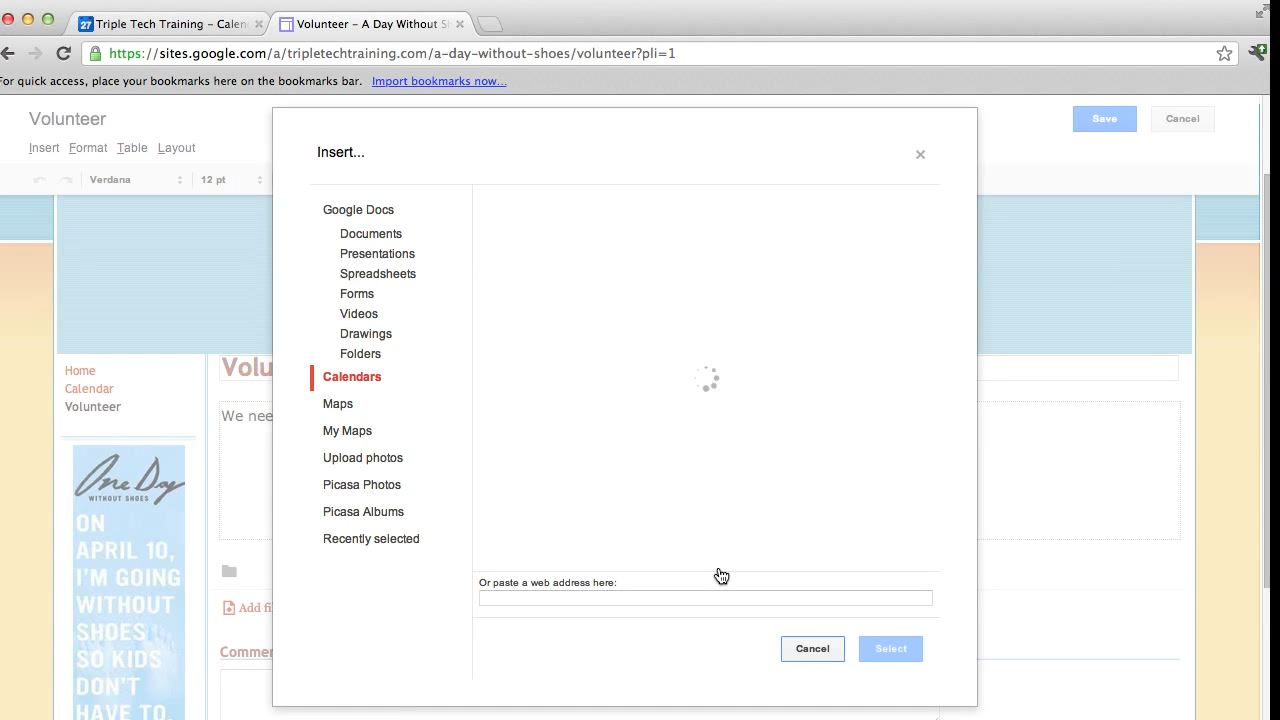 27 Triple Tech Training - Calen
Volunteer - A Day Without S
https://sites.google.com/a/tripletechtraining.com/a-day-without-shoes/volunteer?pli=1
For quick access, place your bookmarks here on the bookmarks bar. Import bookmarks now...
Volunteer
Save
Cancel
Insert Format Table Layout
Verdana 12 pt
Insert...
Google Docs
Documents
Presentations
Spreadsheets
Forms
Videos
Drawings
Folders
Calendars
Maps
My Maps
Upload photos
Picasa Photos
Picasa Albums
Recently selected
Or paste a web address here:
Cancel
Select
Home
Calendar
Volunteer
One Day
WITHOUT SHOES
ON
APRIL 10,
I'M GOING
WITHOUT
SHOES
SO KIDS
DON'T
HAVE TO.
Volu
We nee
Add fi
Commen